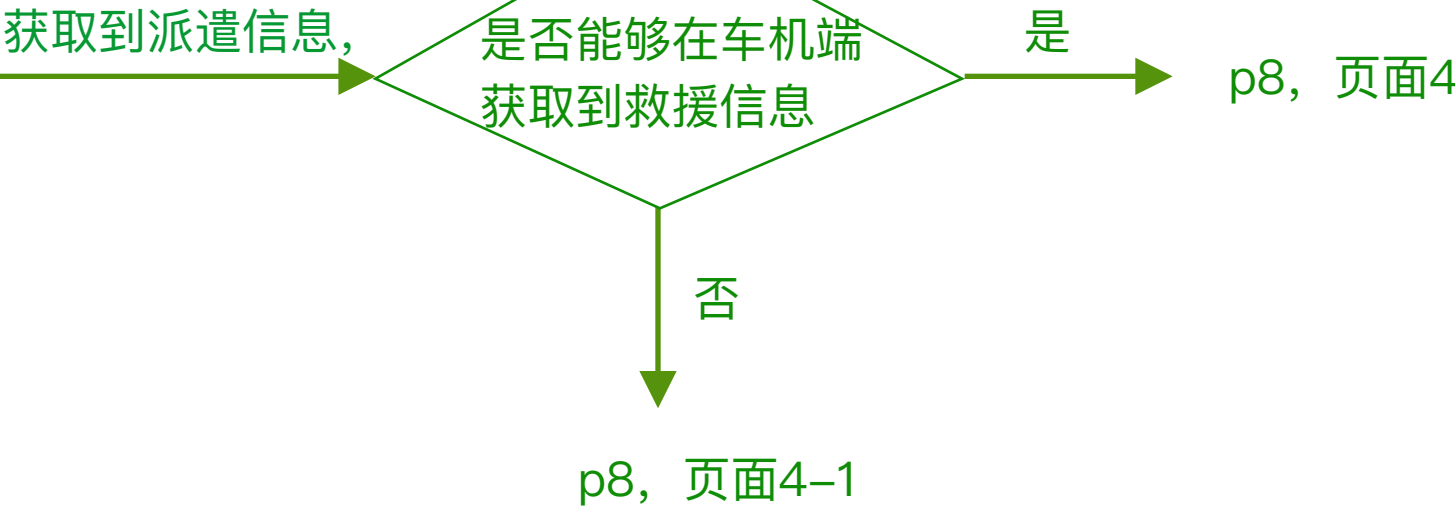 获取到派遣信息，
是否能够在车机端
获取到救援信息
是
p8，页面4
否
p8，页面4-1